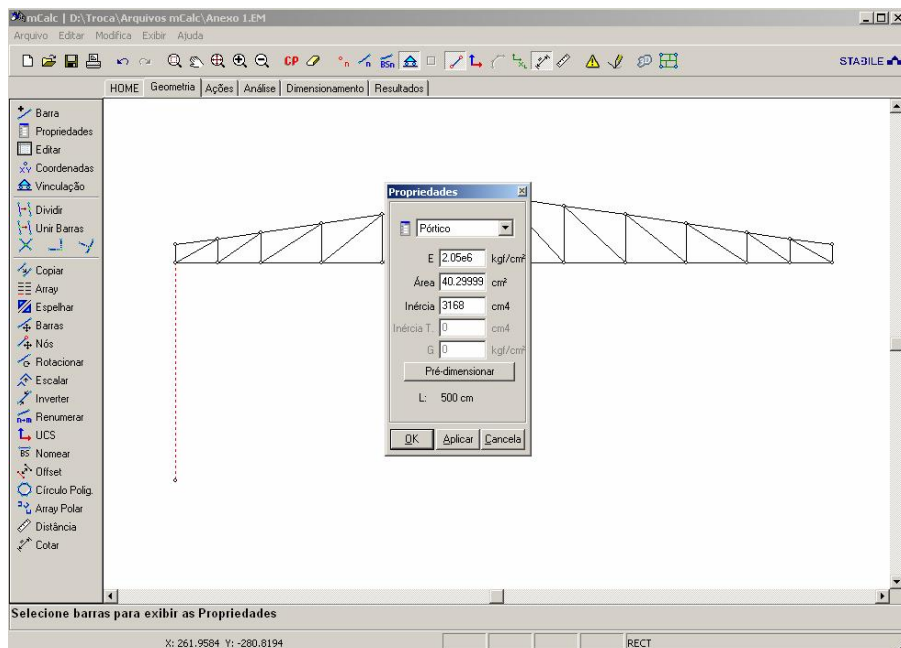 mCalc | D:\Troca\Arquivos mCalc\Anexo 1.EM
Arquivo Editar Modifica Exibir Ajuda
CP n n BSn STABILE
HOME Geometria Ações Análise Dimensionamento Resultados
Barra
Propriedades
Editar
Coordenadas
Vinculação
Dividir
Unir Barras
Copiar
Array
Espelhar
Barras
Nós
Rotacionar
Escalar
Inverter
Renumerar
UCS
BS Nomear
Offset
Círculo Polig.
Array Polar
Distância
Cotar
Propriedades
Pórtico
E 2.05e6 kgf/cm²
Área 40.29999 cm²
Inércia 3168 cm4
Inércia T. 0 cm4
G 0 kgf/cm²
Pré-dimensionar
L: 500 cm
OK Aplicar Cancela
Selecione barras para exibir as Propriedades
X: 261.9584 Y: -280.8194 RECT